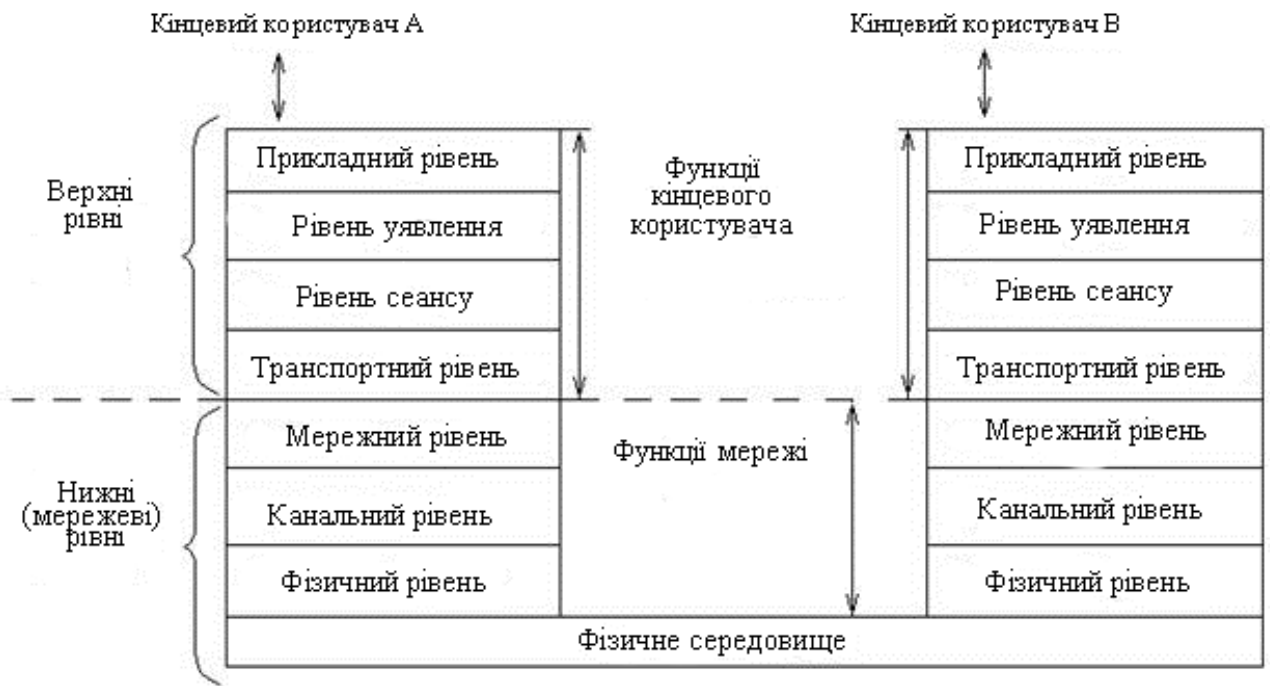 Кінцевий користувач А
Кінцевий користувач В
Верхні
рівні
Прикладний рівень
Рівень уявлення
Рівень сеансу
Транспортний рівень
Функції
кінцевого
користувача
Прикладний рівень
Рівень уявлення
Рівень сеансу
Транспортний рівень
Нижні
(мережеві)
рівні
Мережний рівень
Канальний рівень
Фізичний рівень
Функції мережі
Мережний рівень
Канальний рівень
Фізичний рівень
Фізичне середовище